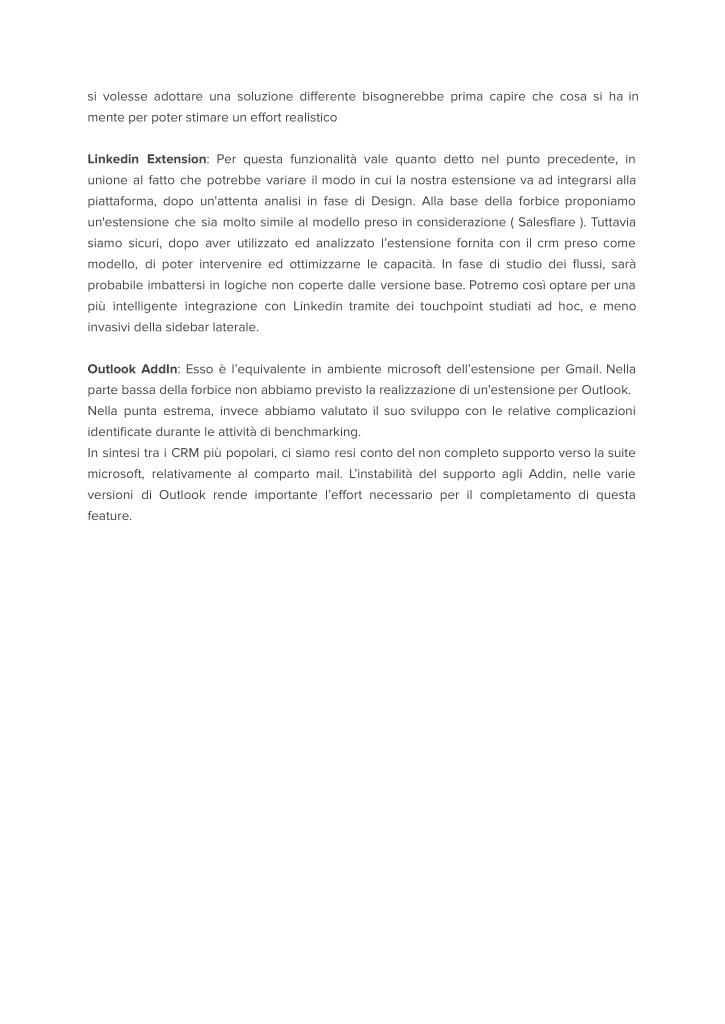 si volesse adottare una soluzione differente bisognerebbe prima capire che cosa si ha in
mente per poter stimare un effort realistico
Linkedin Extension: Per questa funzionalità vale quanto detto nel punto precedente, in
unione al fatto che potrebbe variare il modo in cui la nostra estensione va ad integrarsi alla
piattaforma, dopo un'attenta analisi in fase di Design. Alla base della forbice proponiamo
un'estensione che sia molto simile al modello preso in considerazione ( Salesflare ). Tuttavia
siamo sicuri, dopo aver utilizzato ed analizzato l’estensione fornita con il crm preso come
modello, di poter intervenire ed ottimizzarne le capacità. In fase di studio dei flussi, sarà
probabile imbattersi in logiche non coperte dalle versione base. Potremo così optare per una
più intelligente integrazione con Linkedin tramite dei touchpoint studiati ad hoc, e meno
invasivi della sidebar laterale.
Outlook AddIn: Esso è l’equivalente in ambiente microsoft dell’estensione per Gmail. Nella
parte bassa della forbice non abbiamo previsto la realizzazione di un'estensione per Outlook.
Nella punta estrema, invece abbiamo valutato il suo sviluppo con le relative complicazioni
identificate durante le attività di benchmarking.
In sintesi tra i CRM più popolari, ci siamo resi conto del non completo supporto verso la suite
microsoft, relativamente al comparto mail. L’instabilità del supporto agli Addin, nelle varie
versioni di Outlook rende importante l’effort necessario per il completamento di questa
feature.